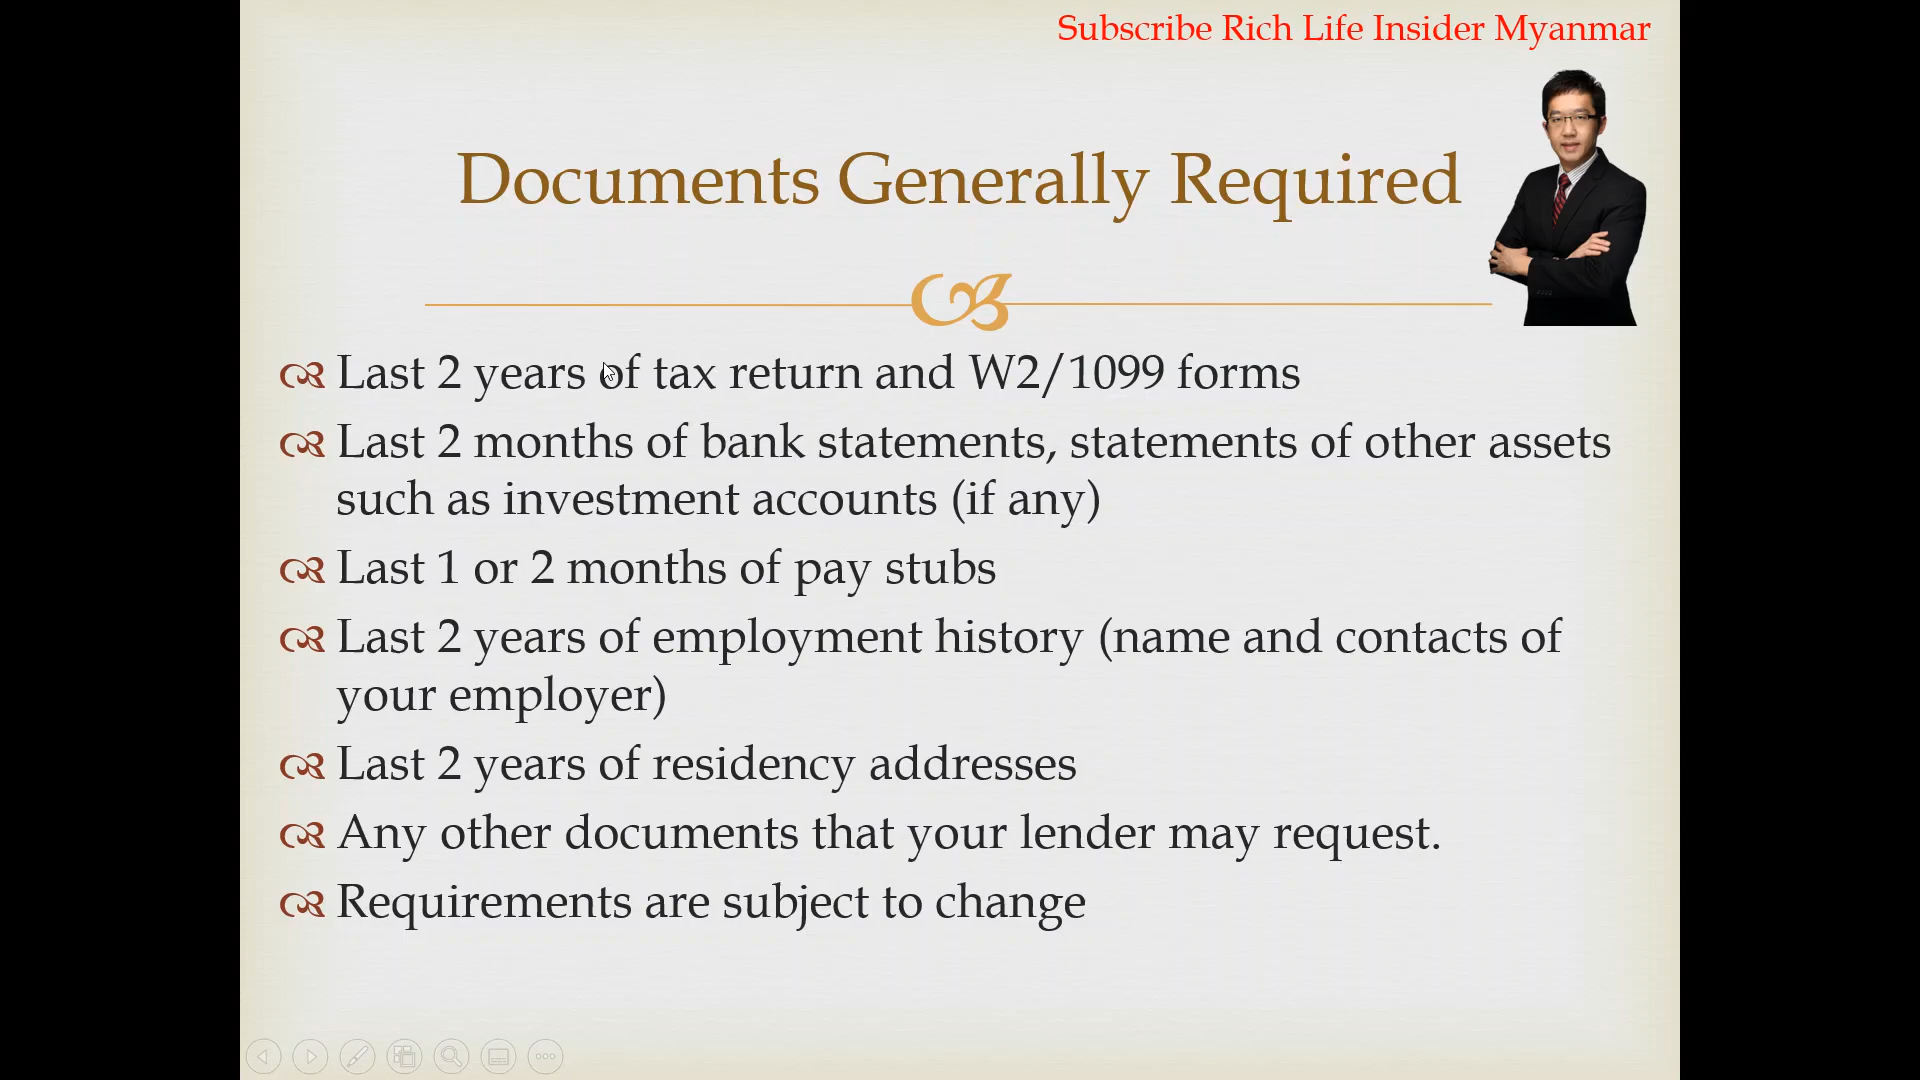 Subscribe Rich Life Insider Myanmar
Documents Generally Required
Last 2 years of tax return and W2/1099 forms
Last 2 months of bank statements, statements of other assets
such as investment accounts (if any)
Last 1 or 2 months of pay stubs
Last 2 years of employment history (name and contacts of
your employer)
Last 2 years of residency addresses
Any other documents that your lender may request.
Requirements are subject to change